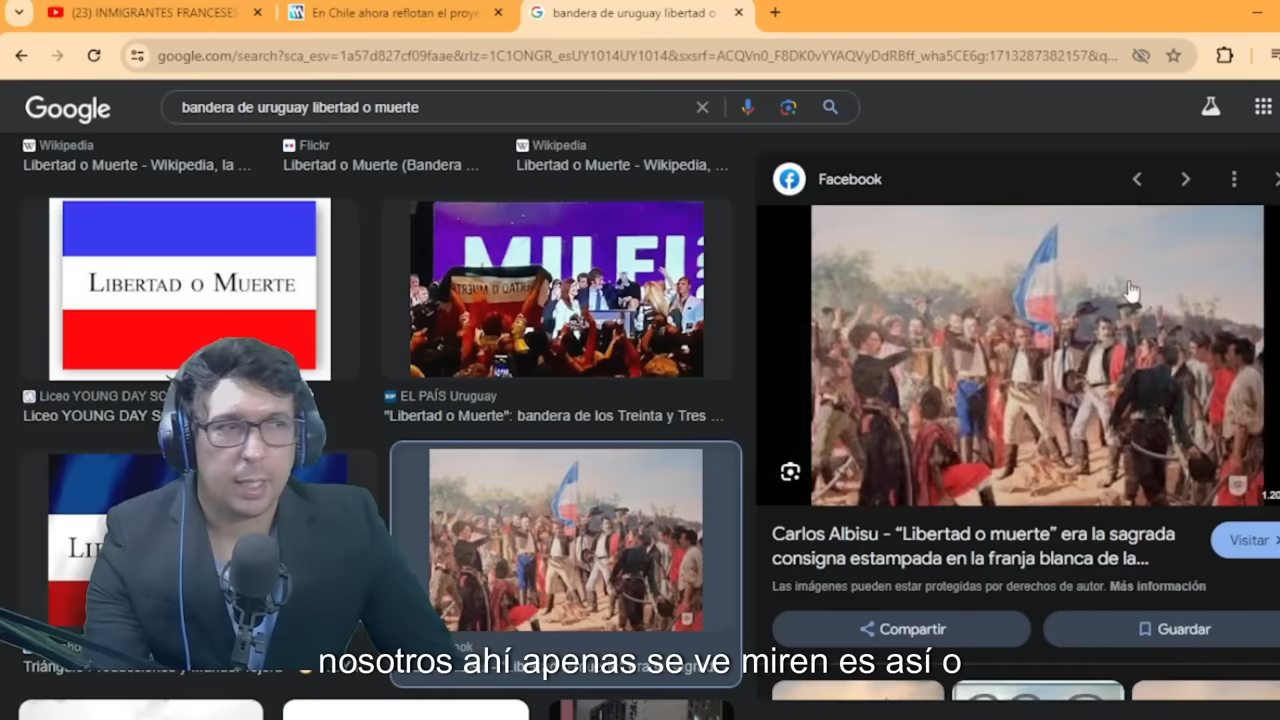 (23) INMIGRANTES FRANCESES
En Chile ahora reflotan el proye
bandera de uruguay libertad o
google.com/search?sca_esv=1a57d827cf09faae&rlz=1C1ONGR_esUY1014UY1014&sxsrf=ACQVn0_F8DK0vYYAQVyDdRBff_wha5CE6g:1713287382157&iq...
Google
bandera de uruguay libertad o muerte
Wikipedia
Libertad o Muerte - Wikipedia, la ...
Flickr
Libertad o Muerte (Bandera ...
Wikipedia
Libertad o Muerte - Wikipedia, ...
Facebook
LIBERTAD O MUERTE
MILEI
Liceo YOUNG DAY SC
Liceo YOUNG DAY S
EL PAÍS Uruguay
"Libertad o Muerte": bandera de los Treinta y Tres ...
1.20
Carlos Albisu - “Libertad o muerte” era la sagrada
consigna estampada en la franja blanca de la...
Visitar
Las imágenes pueden estar protegidas por derechos de autor. Más información
Compartir
Guardar
nosotros ahí apenas se ve miren es así o